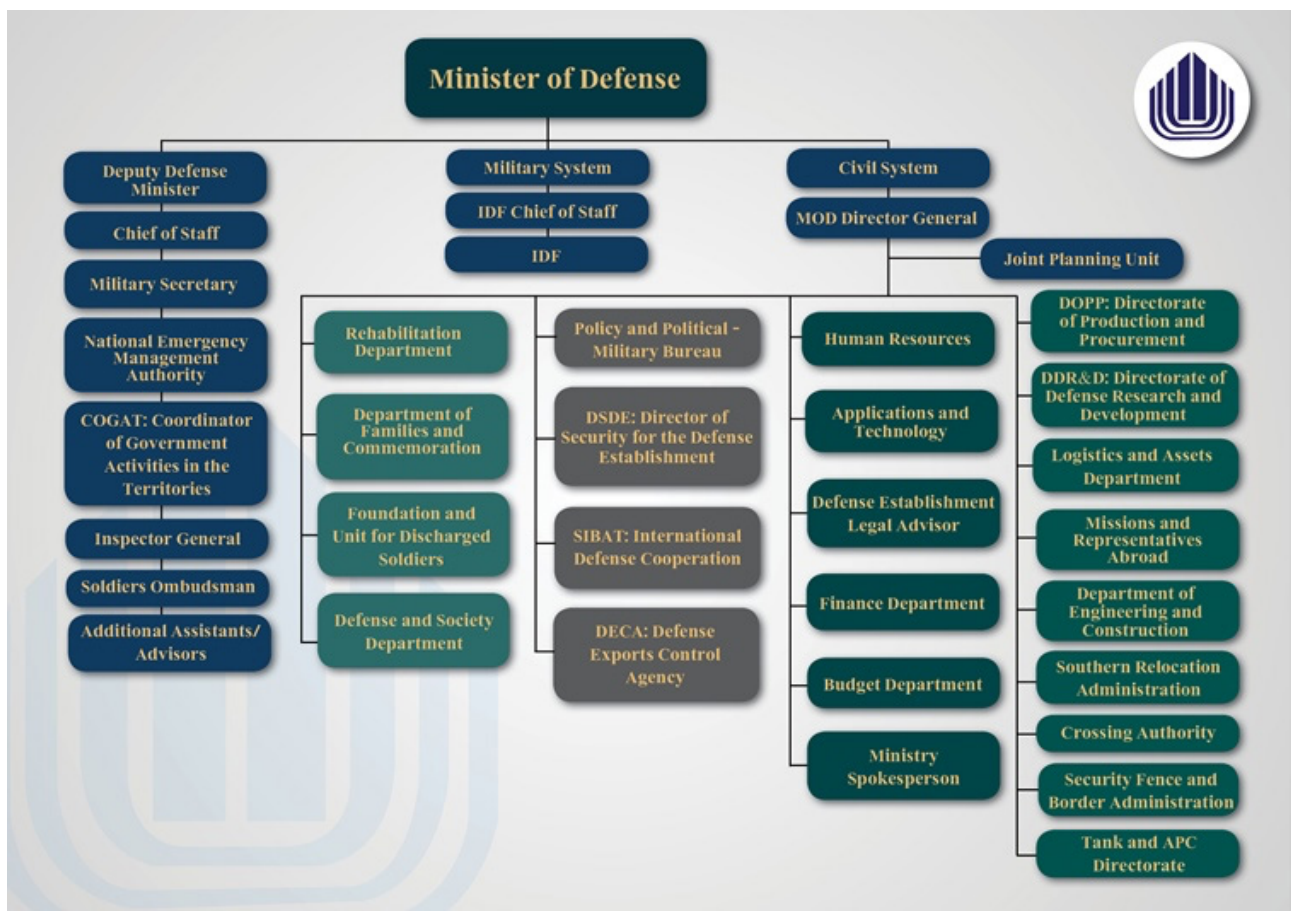 Minister of Defense
Deputy Defense
Minister
Chief of Staff
Military Secretary
National Emergency
Management
Authority
COGAT: Coordinator
of Government
Activities in the
Territories
Inspector General
Soldiers Ombudsman
Additional Assistants/
Advisors
Military System
IDF Chief of Staff
IDF
Civil System
MOD Director General
Joint Planning Unit
Rehabilitation
Department
Department of
Families and
Commemoration
Foundation and
Unit for Discharged
Soldiers
Defense and Society
Department
Policy and Political -
Military Bureau
DSDE: Director of
Security for the Defense
Establishment
SIBAT: International
Defense Cooperation
DECA: Defense
Exports Control
Agency
Human Resources
Applications and
Technology
Defense Establishment
Legal Advisor
Finance Department
Budget Department
Ministry
Spokesperson
DOPP: Directorate
of Production and
Procurement
DDR&D: Directorate of
Defense Research and
Development
Logistics and Assets
Department
Missions and
Representatives
Abroad
Department of
Engineering and
Construction
Southern Relocation
Administration
Crossing Authority
Security Fence and
Border Administration
Tank and APC
Directorate